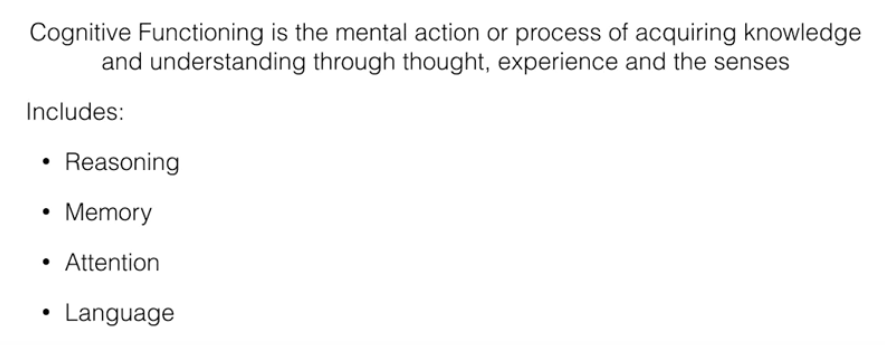 Cognitive Functioning is the mental action or process of acquiring knowledge
and understanding through thought, experience and the senses
Includes:
• Reasoning
• Memory
• Attention
• Language